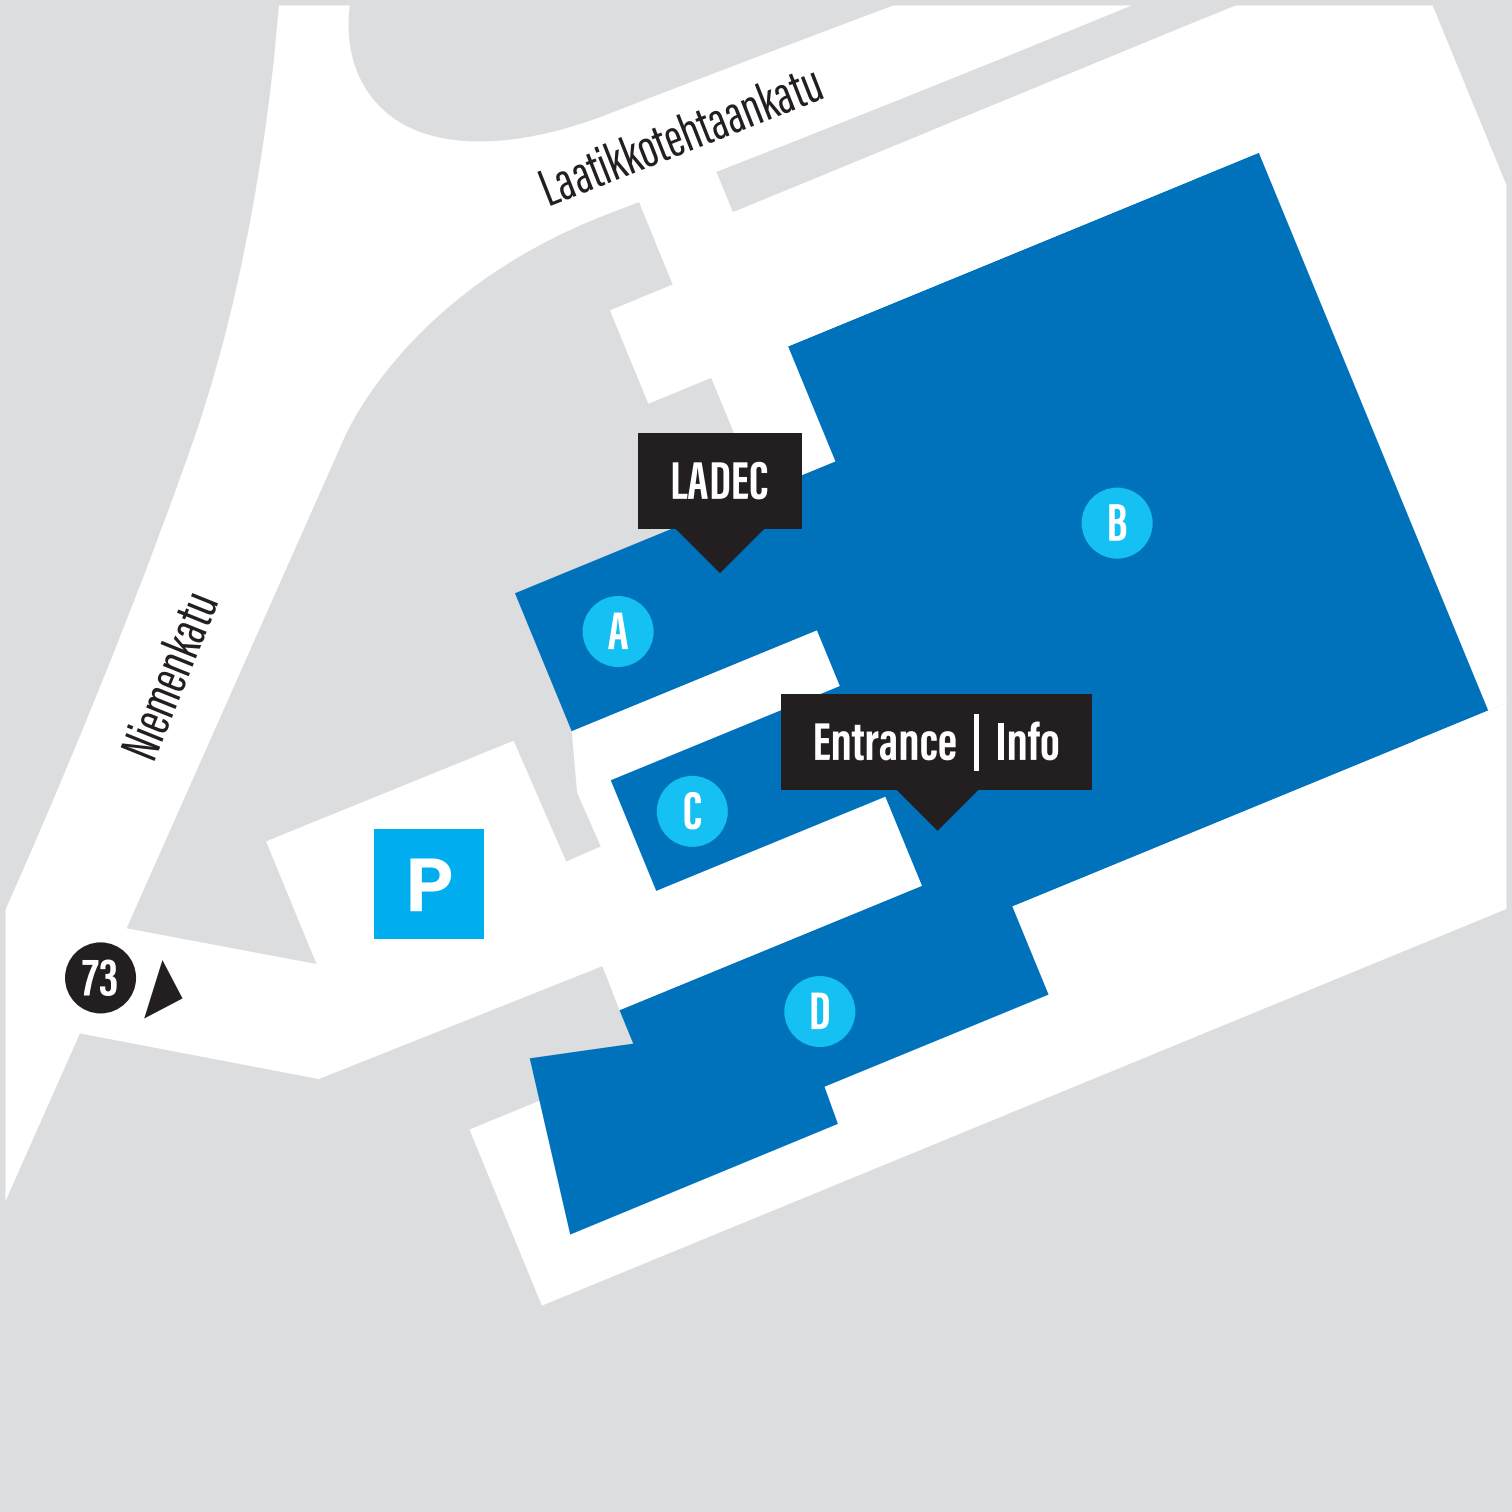 Laatikkotehtaankatu
LADEC
B
A
Niemenkatu
Entrance | Info
C
P
73
D